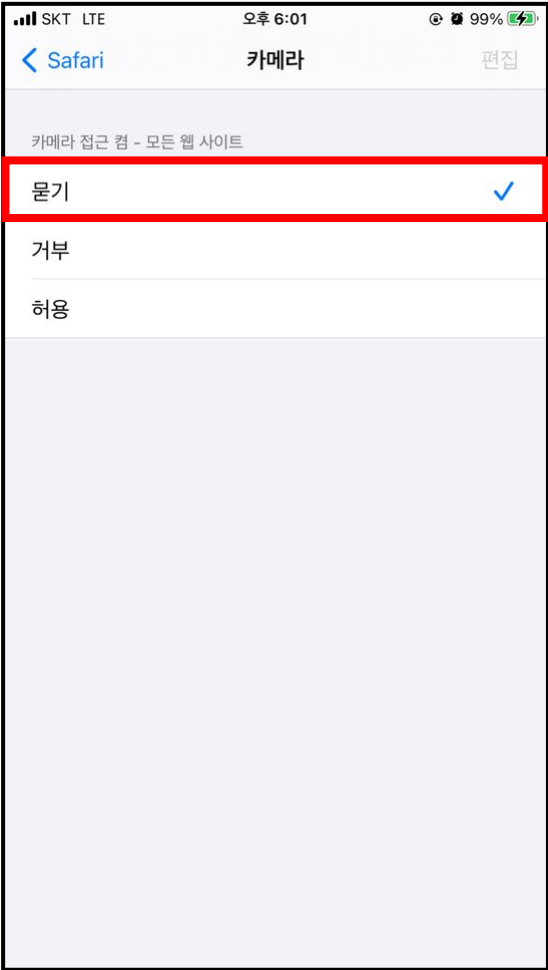 SKT LTE 오후 6:01 99%
Safari 카메라 편집
카메라 접근 켬 - 모든 웹 사이트
묻기
거부
허용